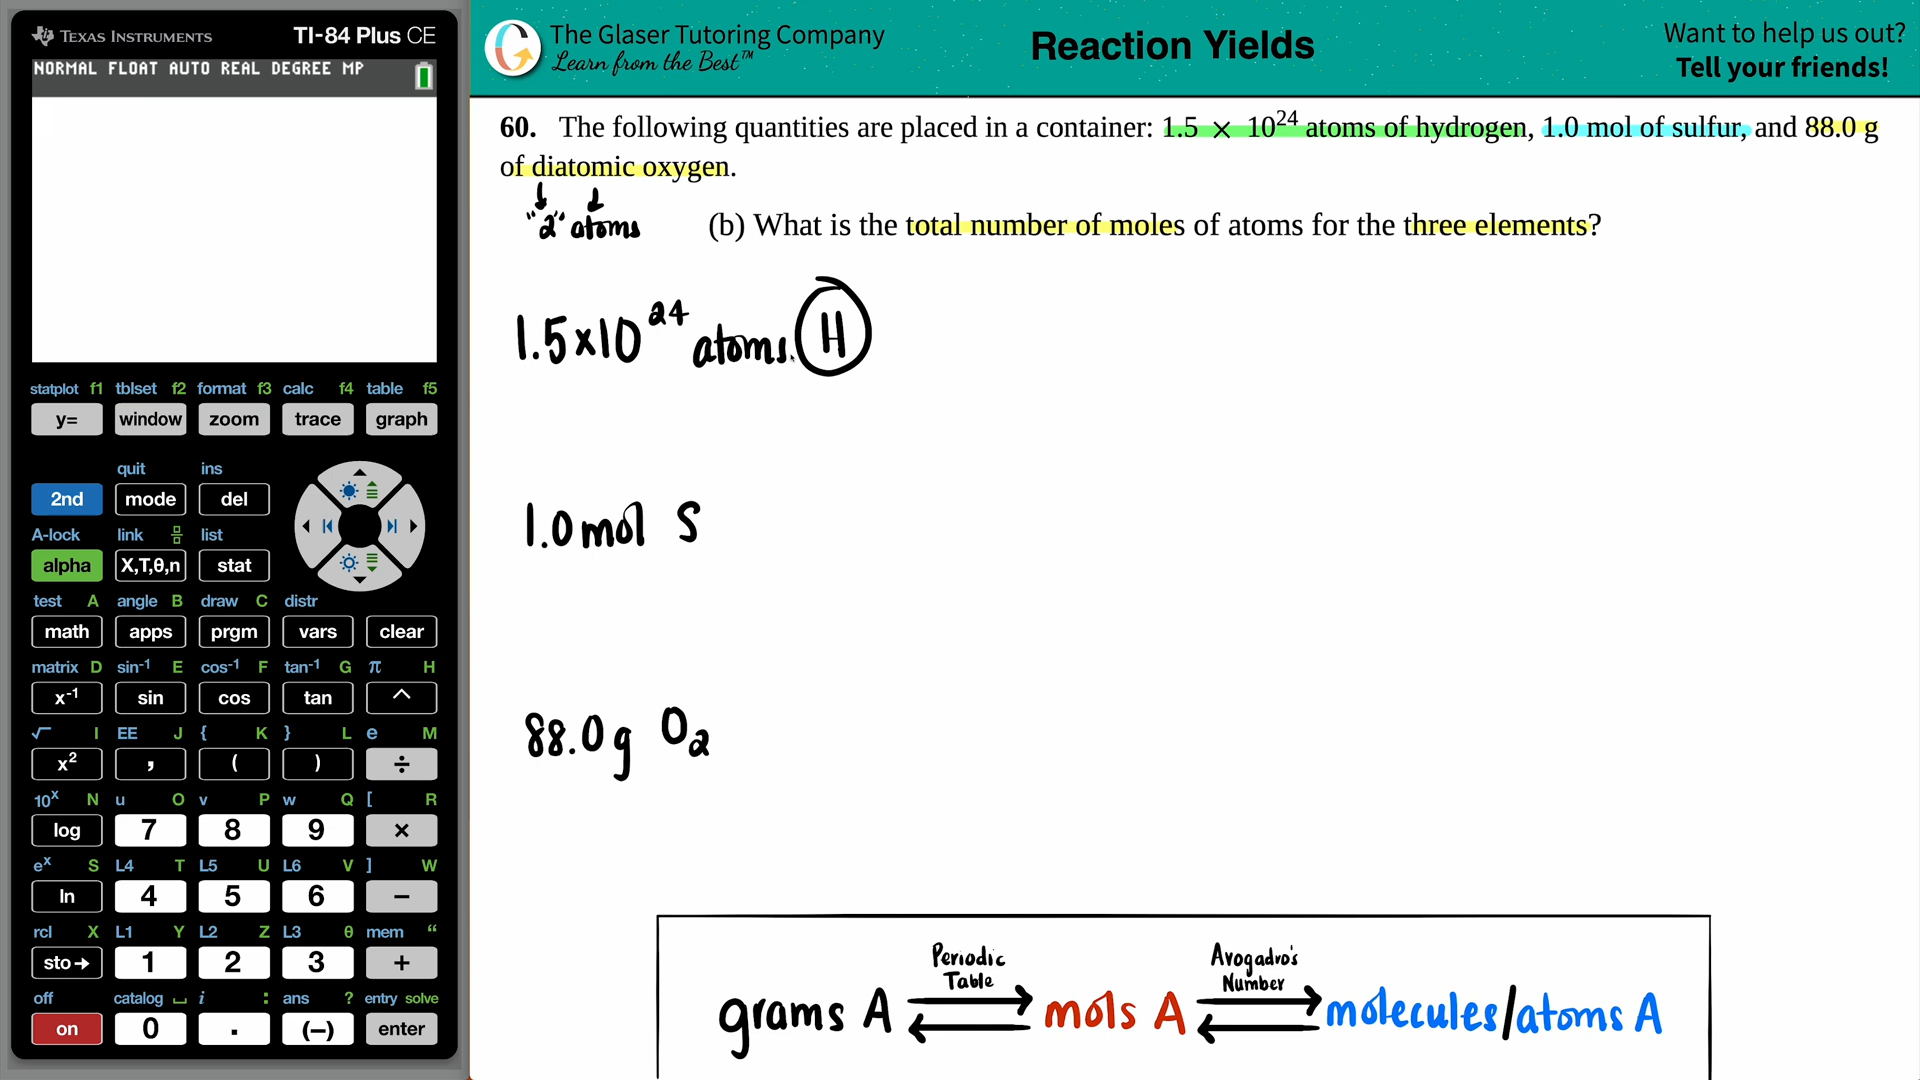 TEXAS INSTRUMENTS TI-84 Plus CE
NORMAL FLOAT AUTO REAL DEGREE MP
statplot f1 tblset f2 format f3 calc f4 table f5
y= window zoom trace graph
quit ins
2nd mode del
A-lock link list
alpha X,T,θ,n stat
test A angle B draw C distr
math apps prgm vars clear
matrix D sin-1 E cos-1 F tan-1 G π H
x-1 sin cos tan ^
√ I EE J { K } L e M
x2 , ( ) ÷
10x N u O v P w Q [ R
log 7 8 9 ×
ex S L4 T L5 U L6 V ] W
ln 4 5 6 −
rcl X L1 Y L2 Z L3 θ mem “
sto→ 1 2 3 +
off catalog ⎵ i : ans ? entry solve
on 0 . (−) enter
The Glaser Tutoring Company
Learn from the Best™
Reaction Yields
Want to help us out?
Tell your friends!
60. The following quantities are placed in a container: 1.5 × 10²⁴ atoms of hydrogen, 1.0 mol of sulfur, and 88.0 g
of diatomic oxygen.
"2" atoms
(b) What is the total number of moles of atoms for the three elements?
1.5×10²⁴ atoms H
1.0 mol S
88.0 g O₂
Periodic Table
Avogadro's Number
grams A mols A molecules/atoms A